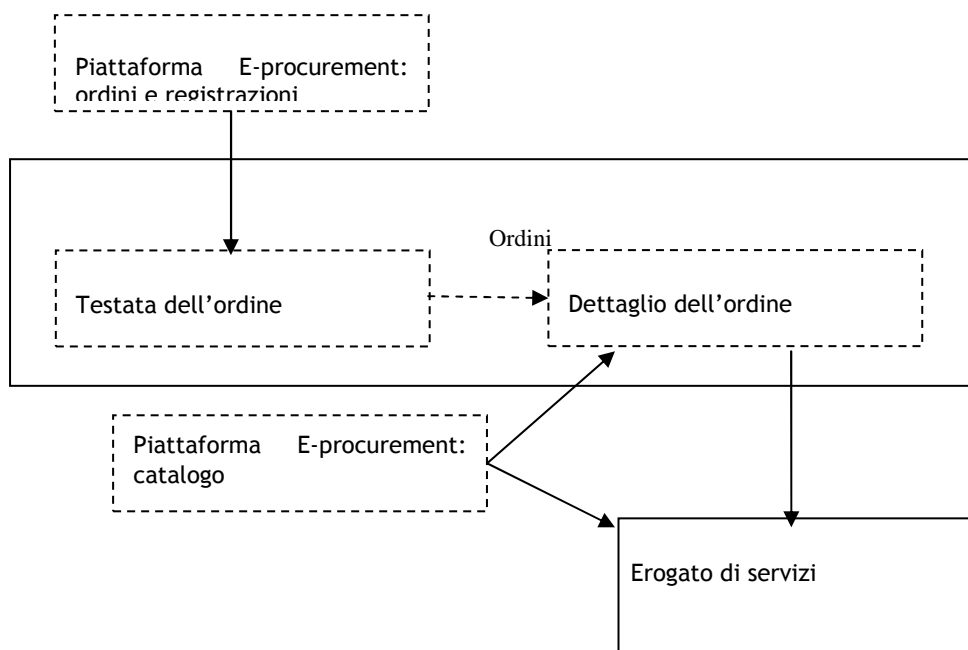 Piattaforma E-procurement:
ordini e registrazioni
Ordini
Testata dell’ordine
Dettaglio dell’ordine
Piattaforma E-procurement:
catalogo
Erogato di servizi